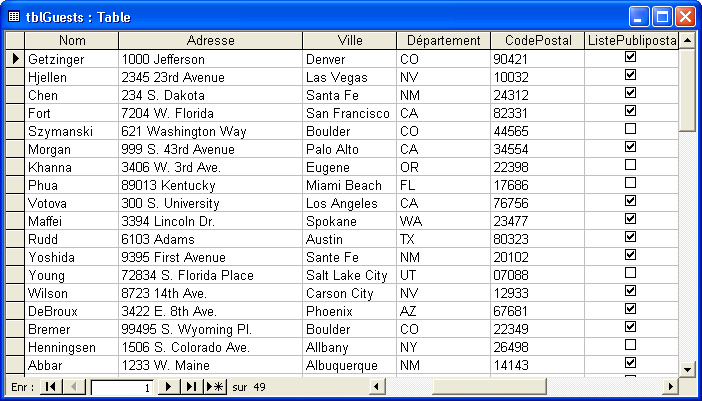 tblGuests : Table
Nom Adresse Ville Département CodePostal ListePubliposta
Getzinger 1000 Jefferson Denver CO 90421
Hjellen 2345 23rd Avenue Las Vegas NV 10032
Chen 234 S. Dakota Santa Fe NM 24312
Fort 7204 W. Florida San Francisco CA 82331
Szymanski 621 Washington Way Boulder CO 44565
Morgan 999 S. 43rd Avenue Palo Alto CA 34554
Khanna 3406 W. 3rd Ave. Eugene OR 22398
Phua 89013 Kentucky Miami Beach FL 17686
Votova 300 S. University Los Angeles CA 76756
Maffei 3394 Lincoln Dr. Spokane WA 23477
Rudd 6103 Adams Austin TX 80323
Yoshida 9395 First Avenue Sante Fe NM 20102
Young 72834 S. Florida Place Salt Lake City UT 07088
Wilson 8723 14th Ave. Carson City NV 12933
DeBroux 3422 E. 8th Ave. Phoenix AZ 67681
Bremer 99495 S. Wyoming Pl. Boulder CO 22349
Henningsen 1506 S. Colorado Ave. Allbany NY 26498
Abbar 1233 W. Maine Albuquerque NM 14143
Enr : 1 sur 49